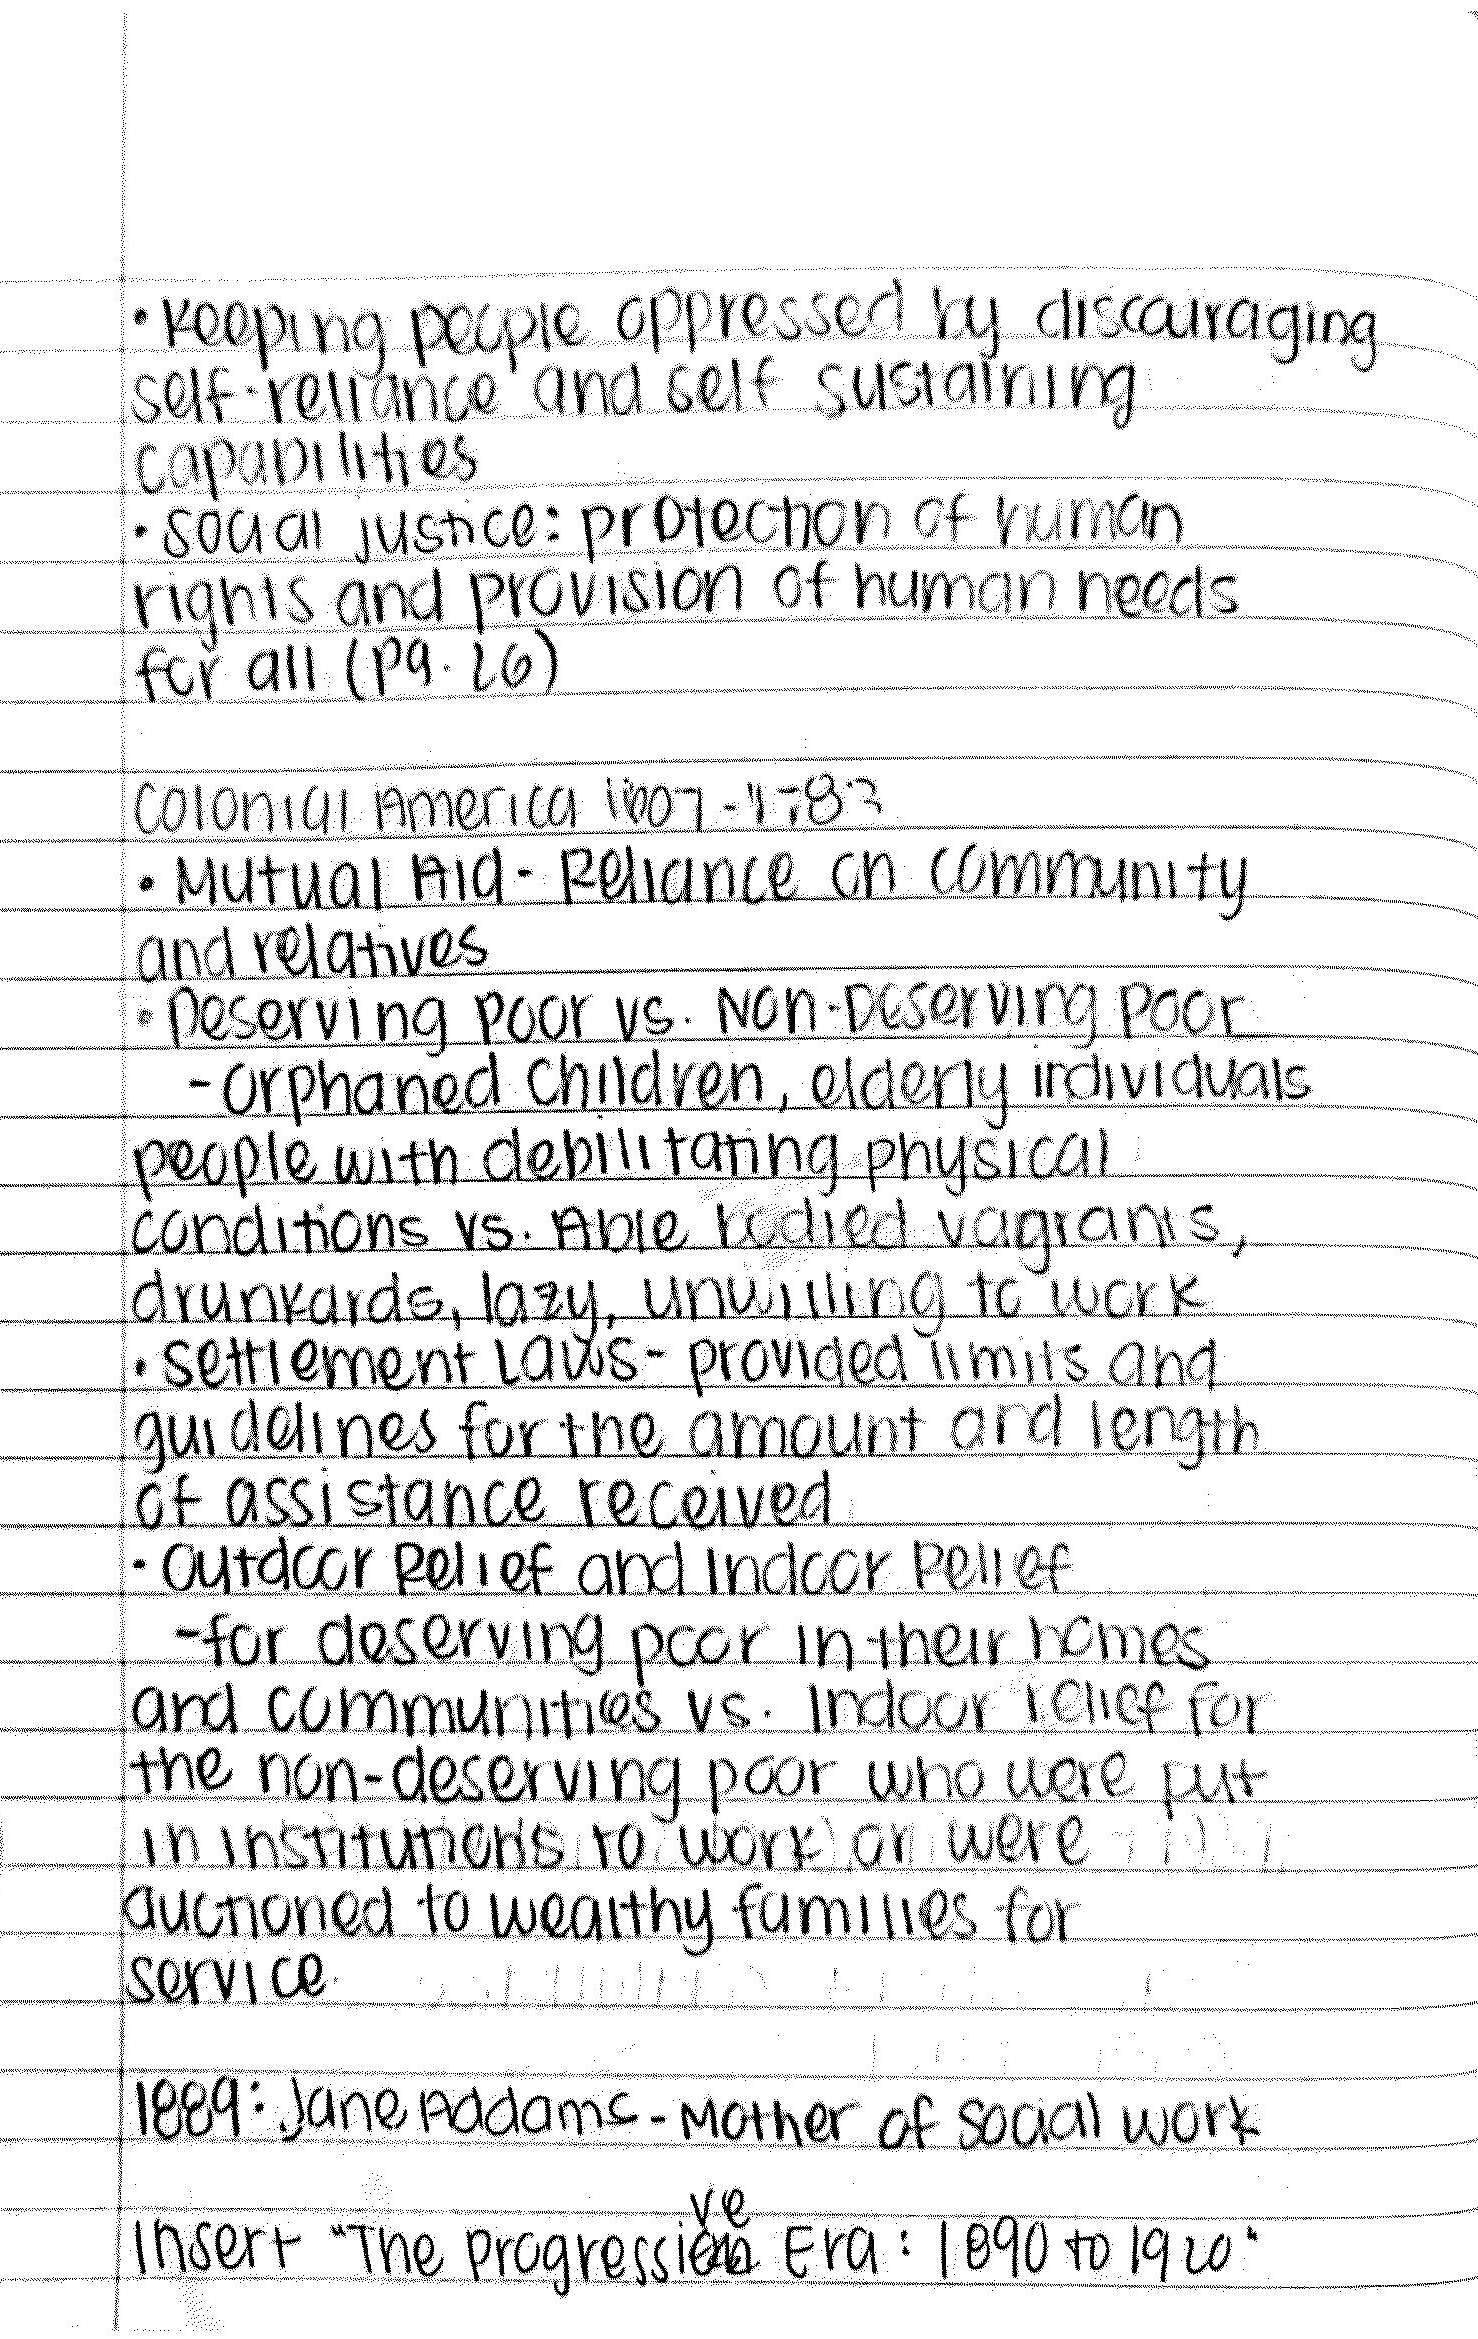 • Keeping people oppressed by discouraging
self-reliance and self sustaining
capabilities
• Social justice: protection of human
rights and provision of human needs
for all (pg. 26)
Colonial America 1607-1783
• Mutual Aid - Reliance on community
and relatives
• Deserving Poor vs. Non-Deserving Poor
- Orphaned Children, elderly individuals
people with debilitating physical
conditions vs. Able bodied vagrants,
drunkards, lazy, unwilling to work
• Settlement Laws - provided limits and
guidelines for the amount and length
of assistance received
• Outdoor Relief and Indoor Relief
- for deserving poor in their homes
and communities vs. Indoor relief for
the non-deserving poor who were put
in institutions to work or were
auctioned to wealthy families for
service
1889: Jane Addams - Mother of Social work
Insert "The Progressive Era: 1890 to 1920"